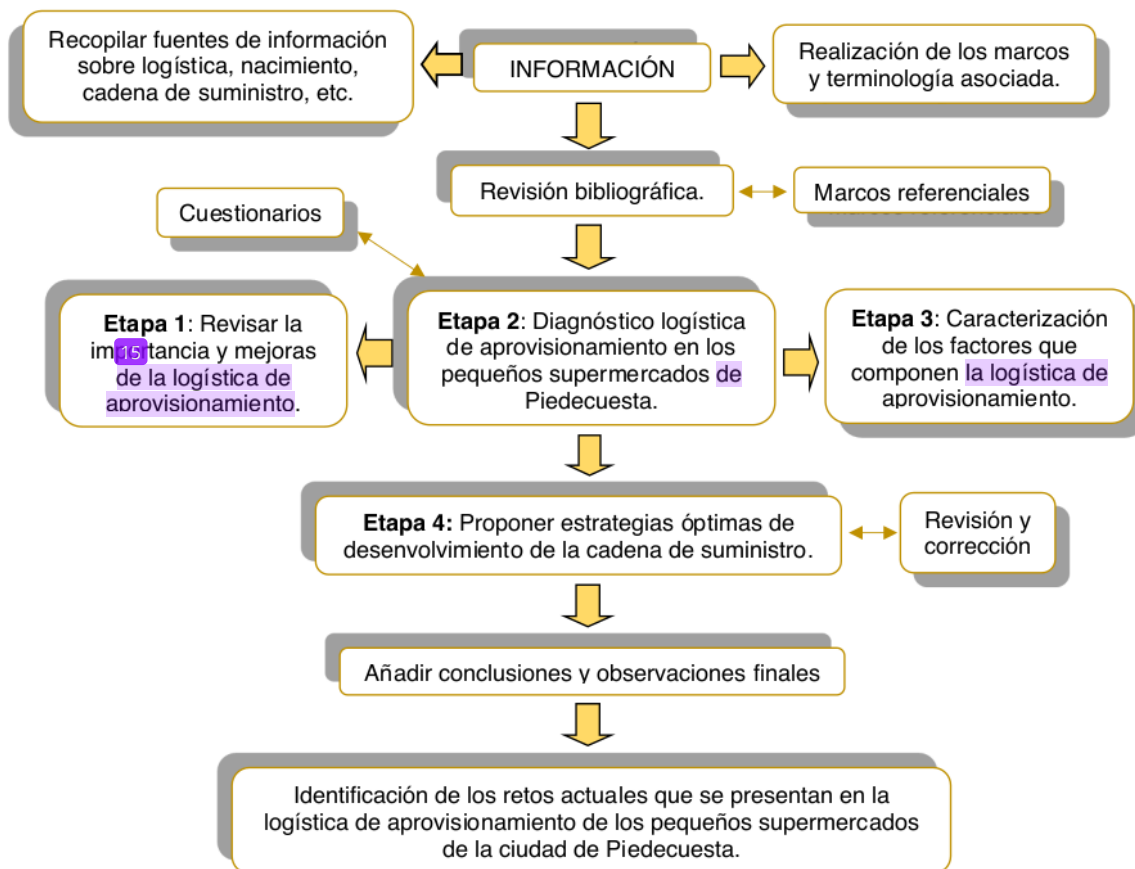 Recopilar fuentes de información
sobre logística, nacimiento,
cadena de suministro, etc.
INFORMACIÓN
Realización de los marcos
y terminología asociada.
Revisión bibliográfica.
Marcos referenciales
Cuestionarios
Etapa 1: Revisar la
importancia y mejoras
15
de la logística de
aprovisionamiento.
Etapa 2: Diagnóstico logística
de aprovisionamiento en los
pequeños supermercados de
Piedecuesta.
Etapa 3: Caracterización
de los factores que
componen la logística de
aprovisionamiento.
Etapa 4: Proponer estrategias óptimas de
desenvolvimiento de la cadena de suministro.
Revisión y
corrección
Añadir conclusiones y observaciones finales
Identificación de los retos actuales que se presentan en la
logística de aprovisionamiento de los pequeños supermercados
de la ciudad de Piedecuesta.